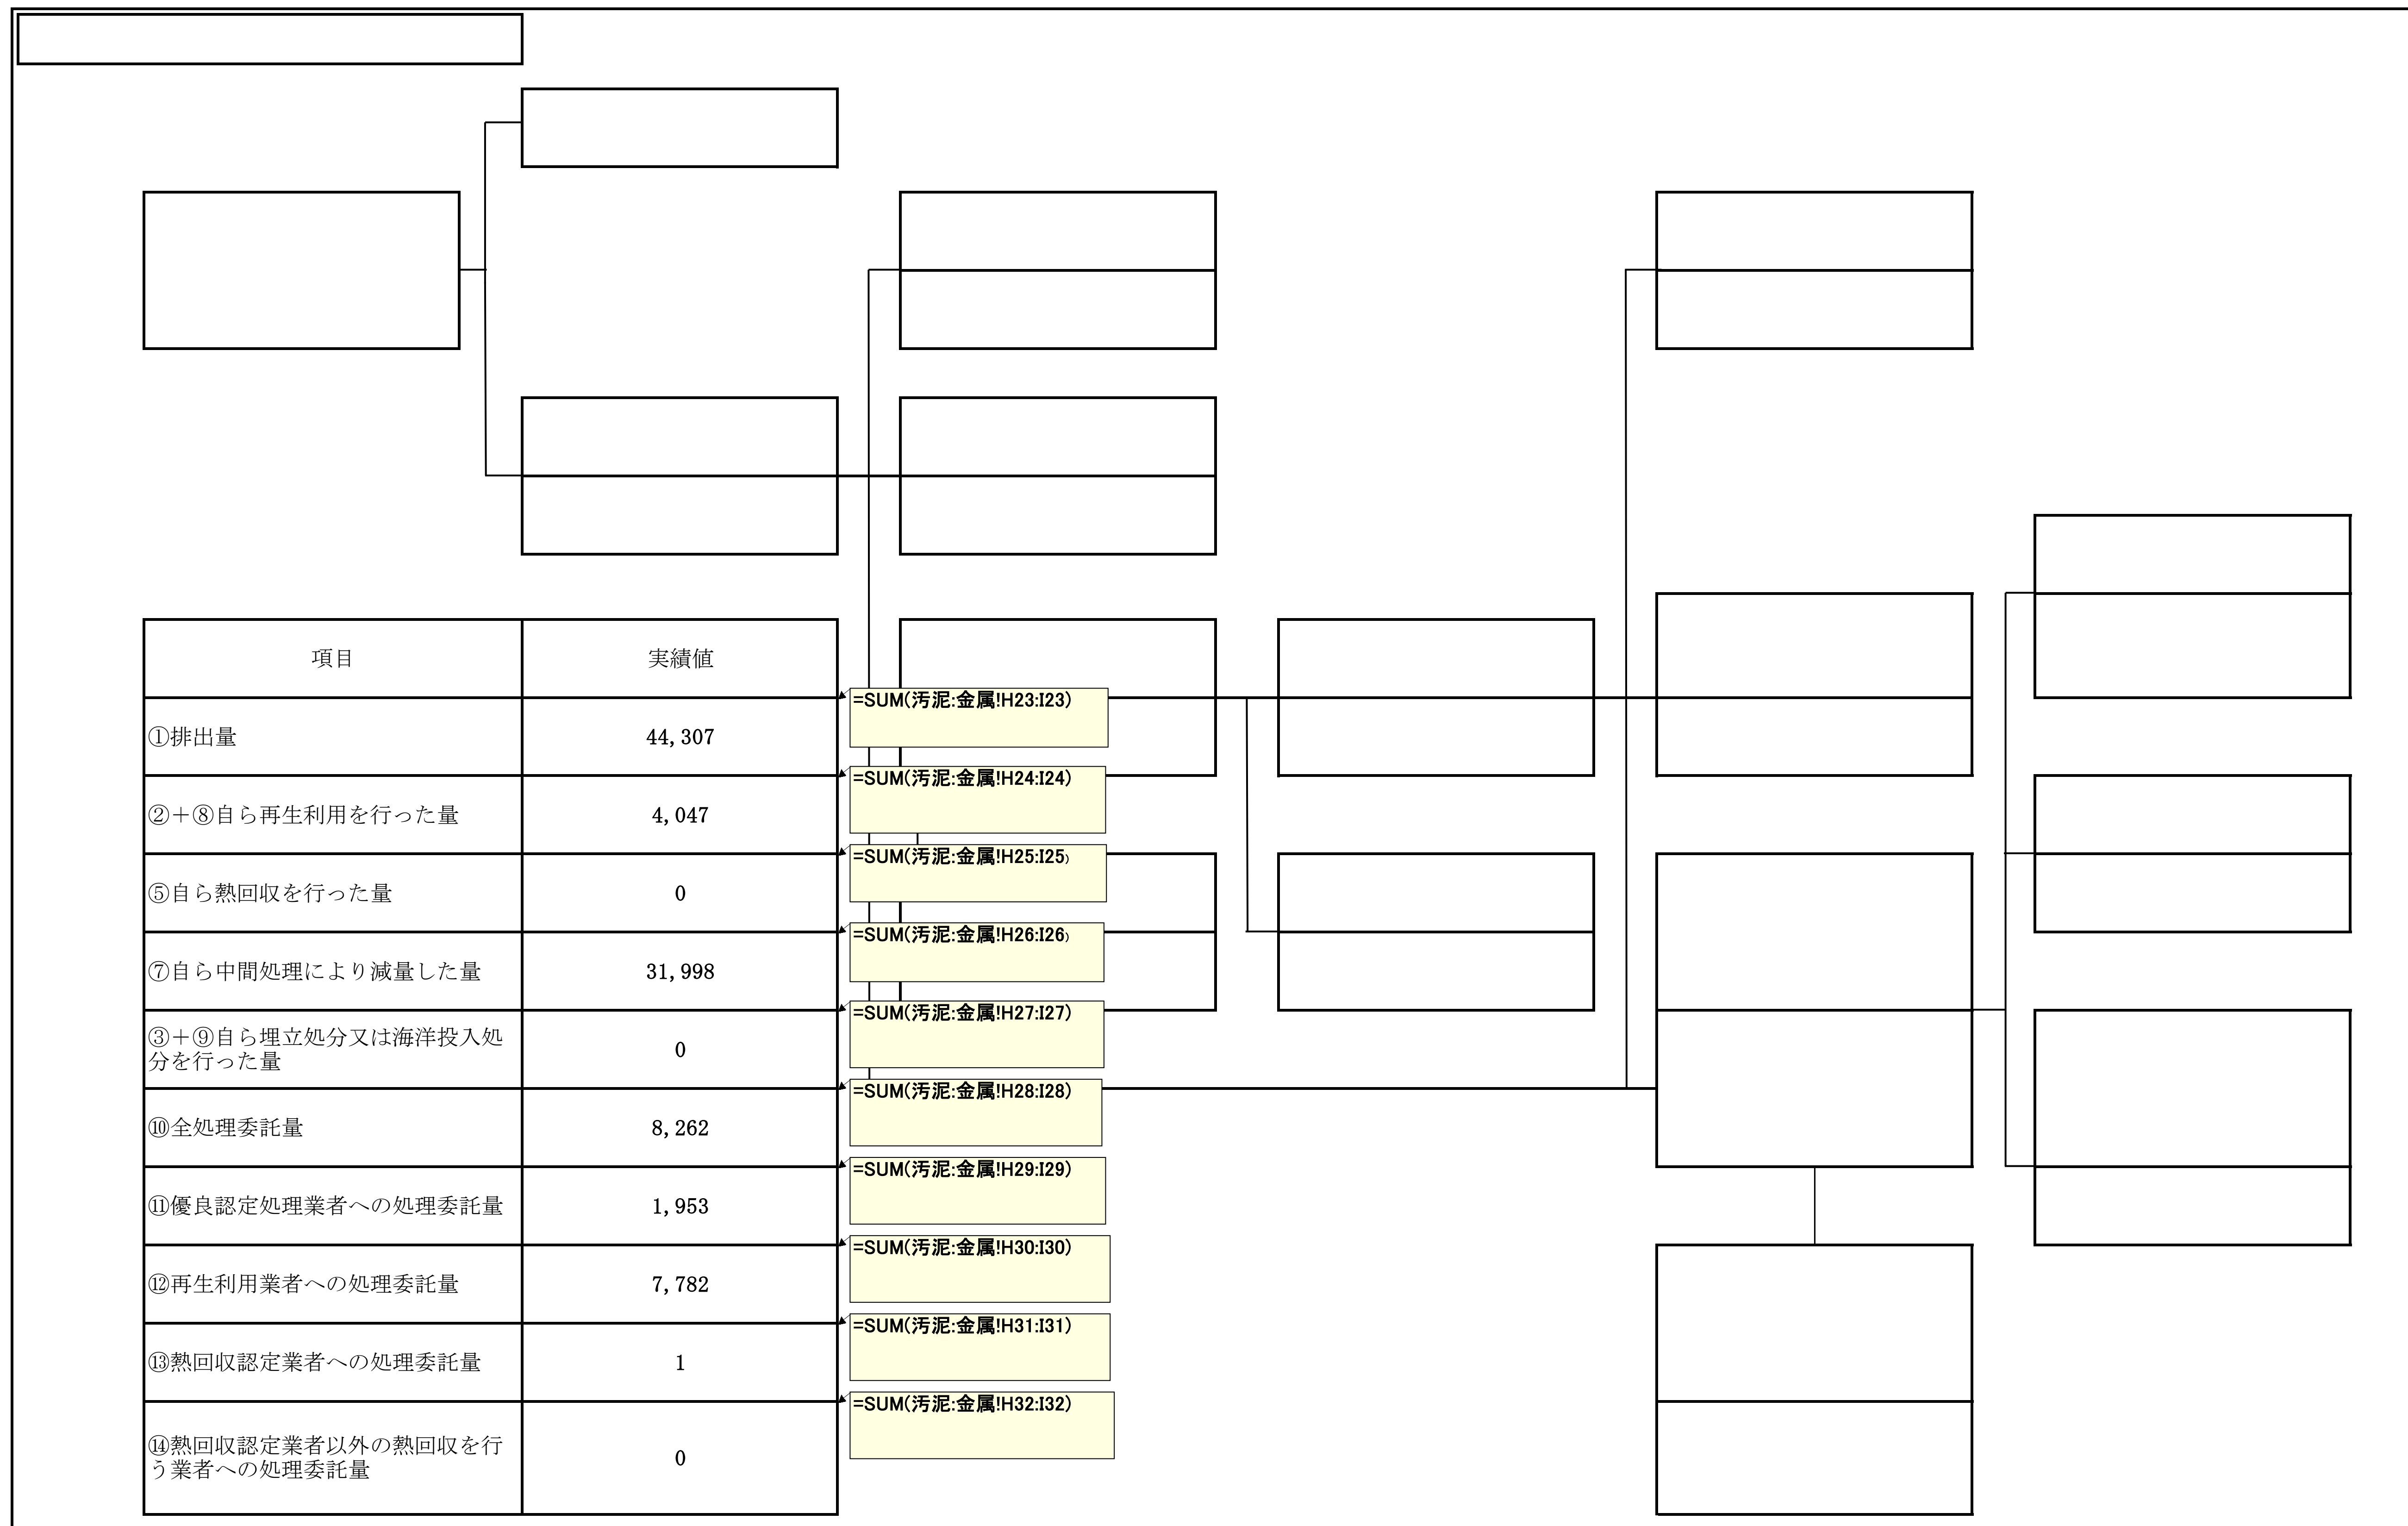 項目
実績値
=SUM(汚泥:金属!H23:I23)
①排出量
44,307
=SUM(汚泥:金属!H24:I24)
②＋⑧自ら再生利用を行った量
4,047
=SUM(汚泥:金属!H25:I25)
⑤自ら熱回収を行った量
0
=SUM(汚泥:金属!H26:I26)
⑦自ら中間処理により減量した量
31,998
=SUM(汚泥:金属!H27:I27)
③＋⑨自ら埋立処分又は海洋投入処
分を行った量
0
=SUM(汚泥:金属!H28:I28)
⑩全処理委託量
8,262
=SUM(汚泥:金属!H29:I29)
⑪優良認定処理業者への処理委託量
1,953
=SUM(汚泥:金属!H30:I30)
⑫再生利用業者への処理委託量
7,782
=SUM(汚泥:金属!H31:I31)
⑬熱回収認定業者への処理委託量
1
=SUM(汚泥:金属!H32:I32)
⑭熱回収認定業者以外の熱回収を行
う業者への処理委託量
0